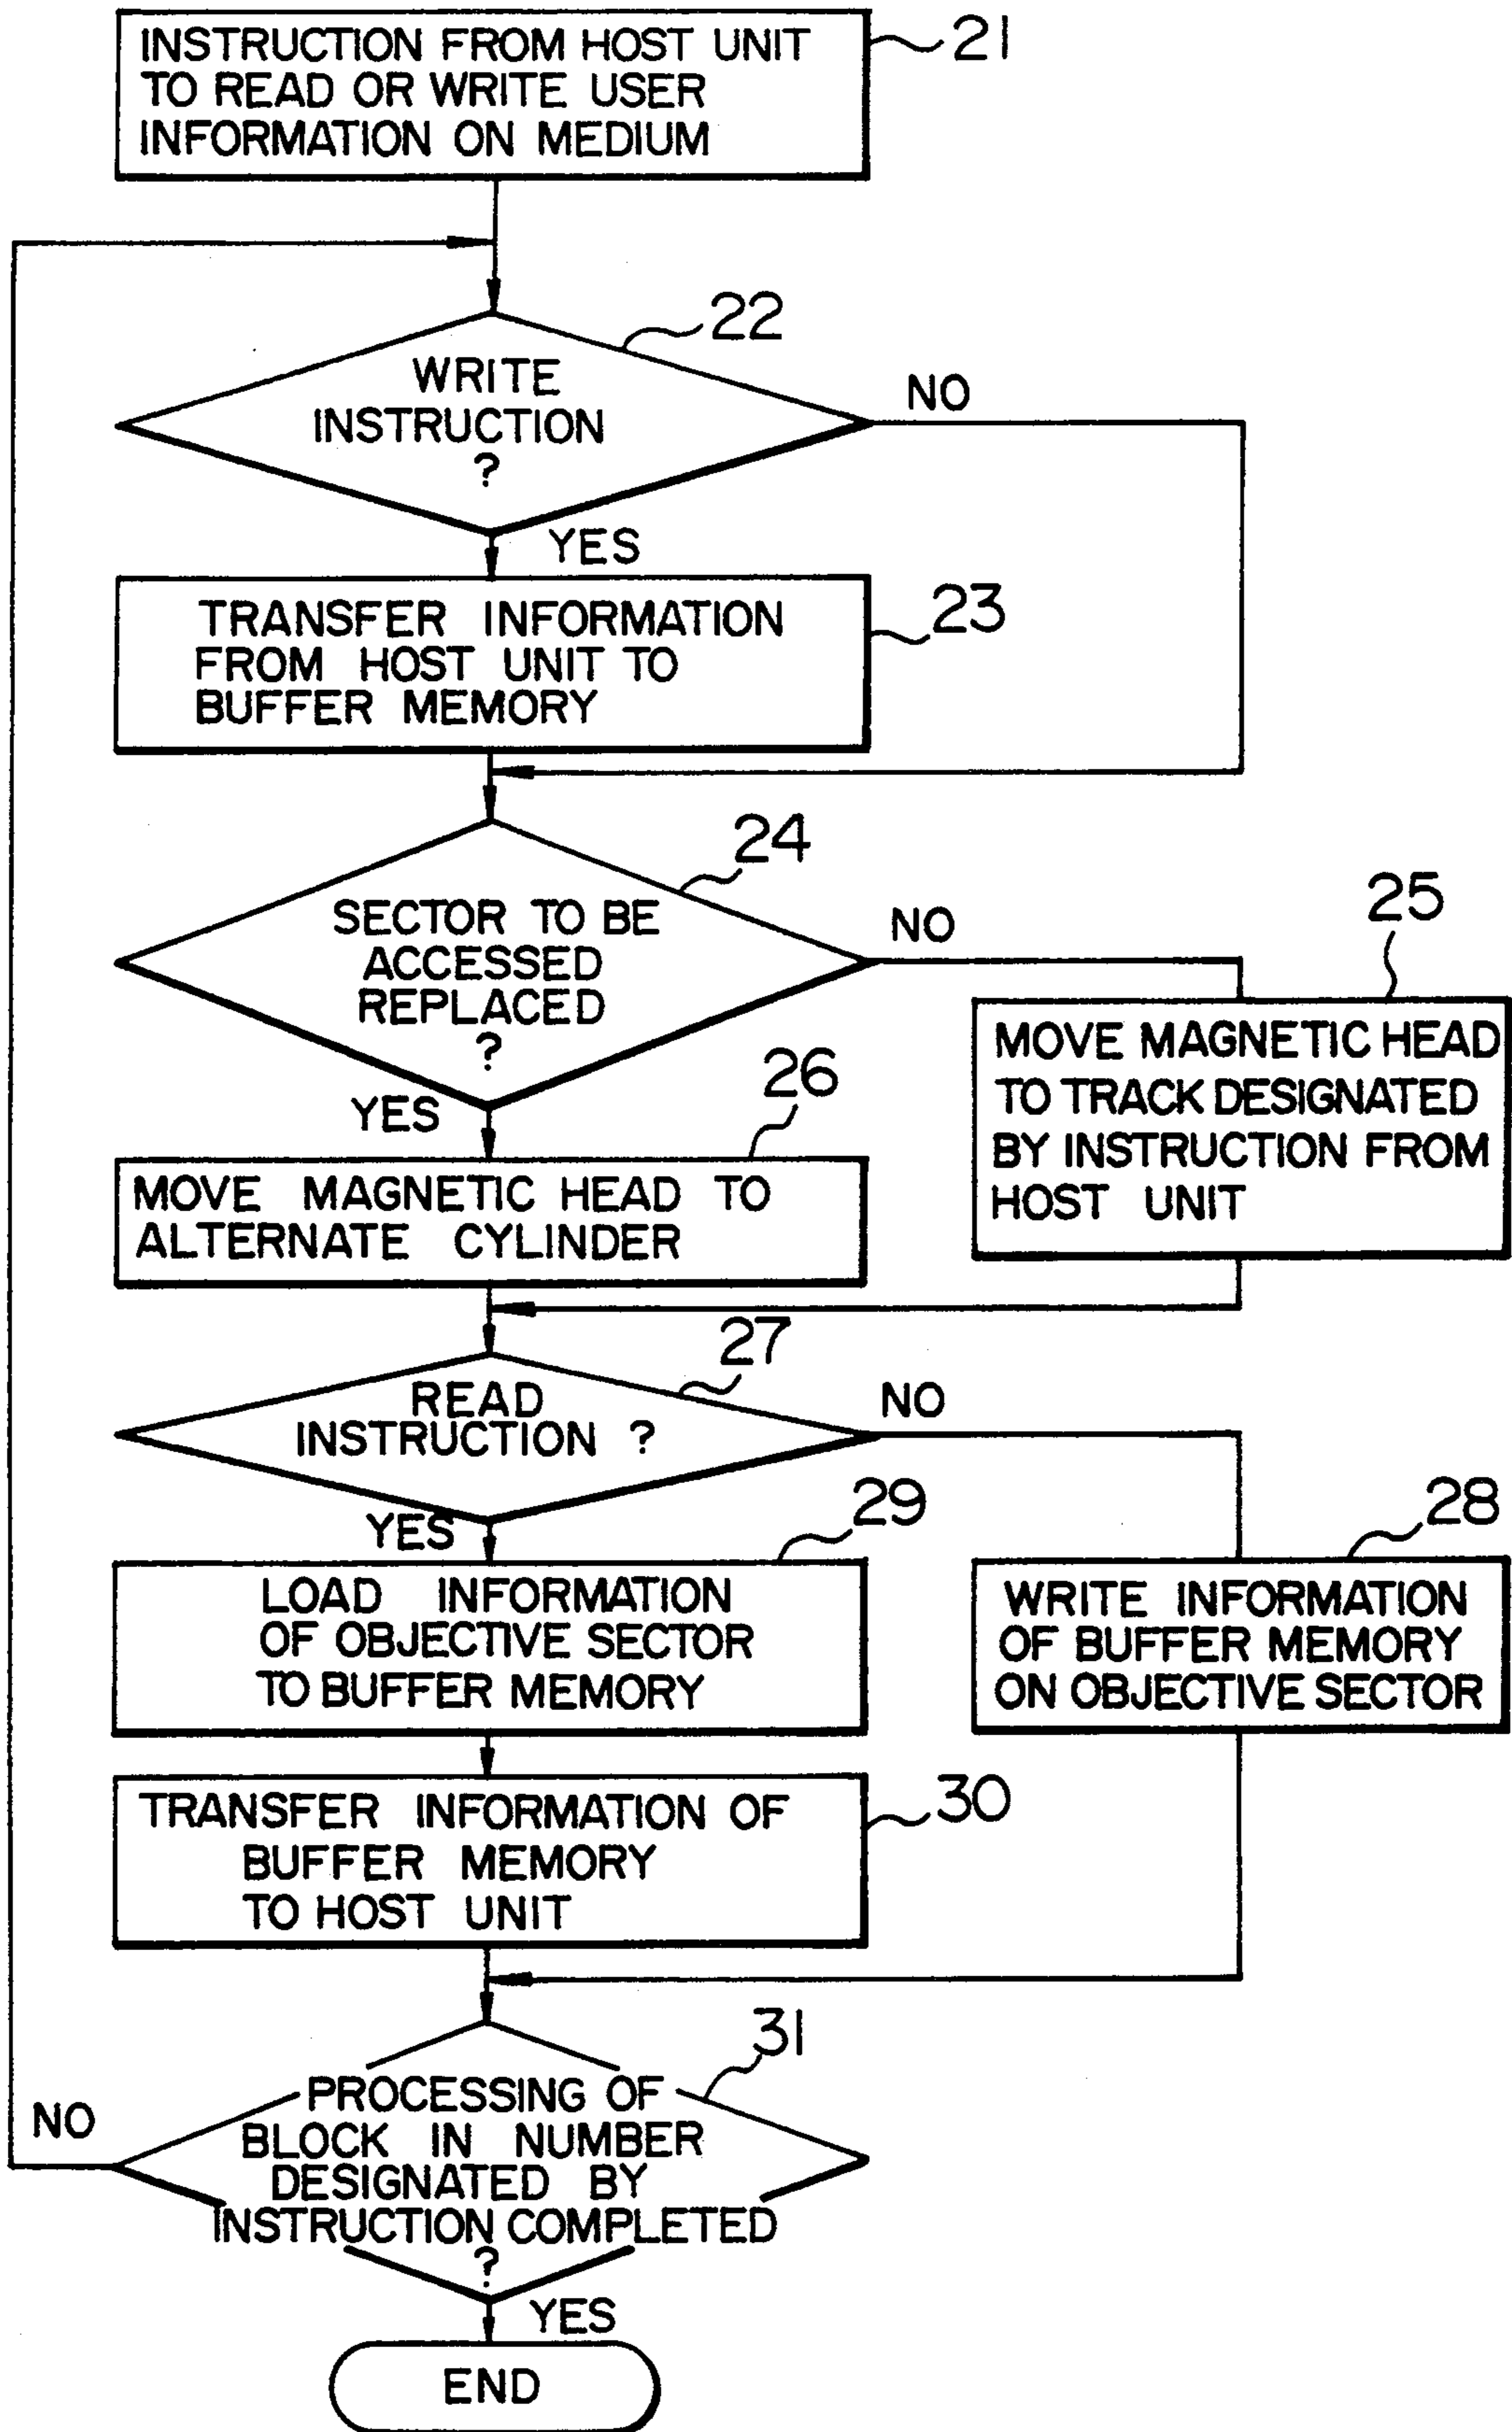 INSTRUCTION FROM HOST UNIT
TO READ OR WRITE USER
INFORMATION ON MEDIUM
21
22
WRITE
INSTRUCTION
?
NO
YES
TRANSFER INFORMATION
FROM HOST UNIT TO
BUFFER MEMORY
23
24
SECTOR TO BE
ACCESSED
REPLACED
?
NO
YES
25
MOVE MAGNETIC HEAD
TO TRACK DESIGNATED
BY INSTRUCTION FROM
HOST UNIT
26
MOVE MAGNETIC HEAD TO
ALTERNATE CYLINDER
27
READ
INSTRUCTION ?
NO
YES
29
LOAD INFORMATION
OF OBJECTIVE SECTOR
TO BUFFER MEMORY
28
WRITE INFORMATION
OF BUFFER MEMORY
ON OBJECTIVE SECTOR
TRANSFER INFORMATION OF
BUFFER MEMORY
TO HOST UNIT
30
31
PROCESSING OF
BLOCK IN NUMBER
DESIGNATED BY
INSTRUCTION COMPLETED
?
NO
YES
END